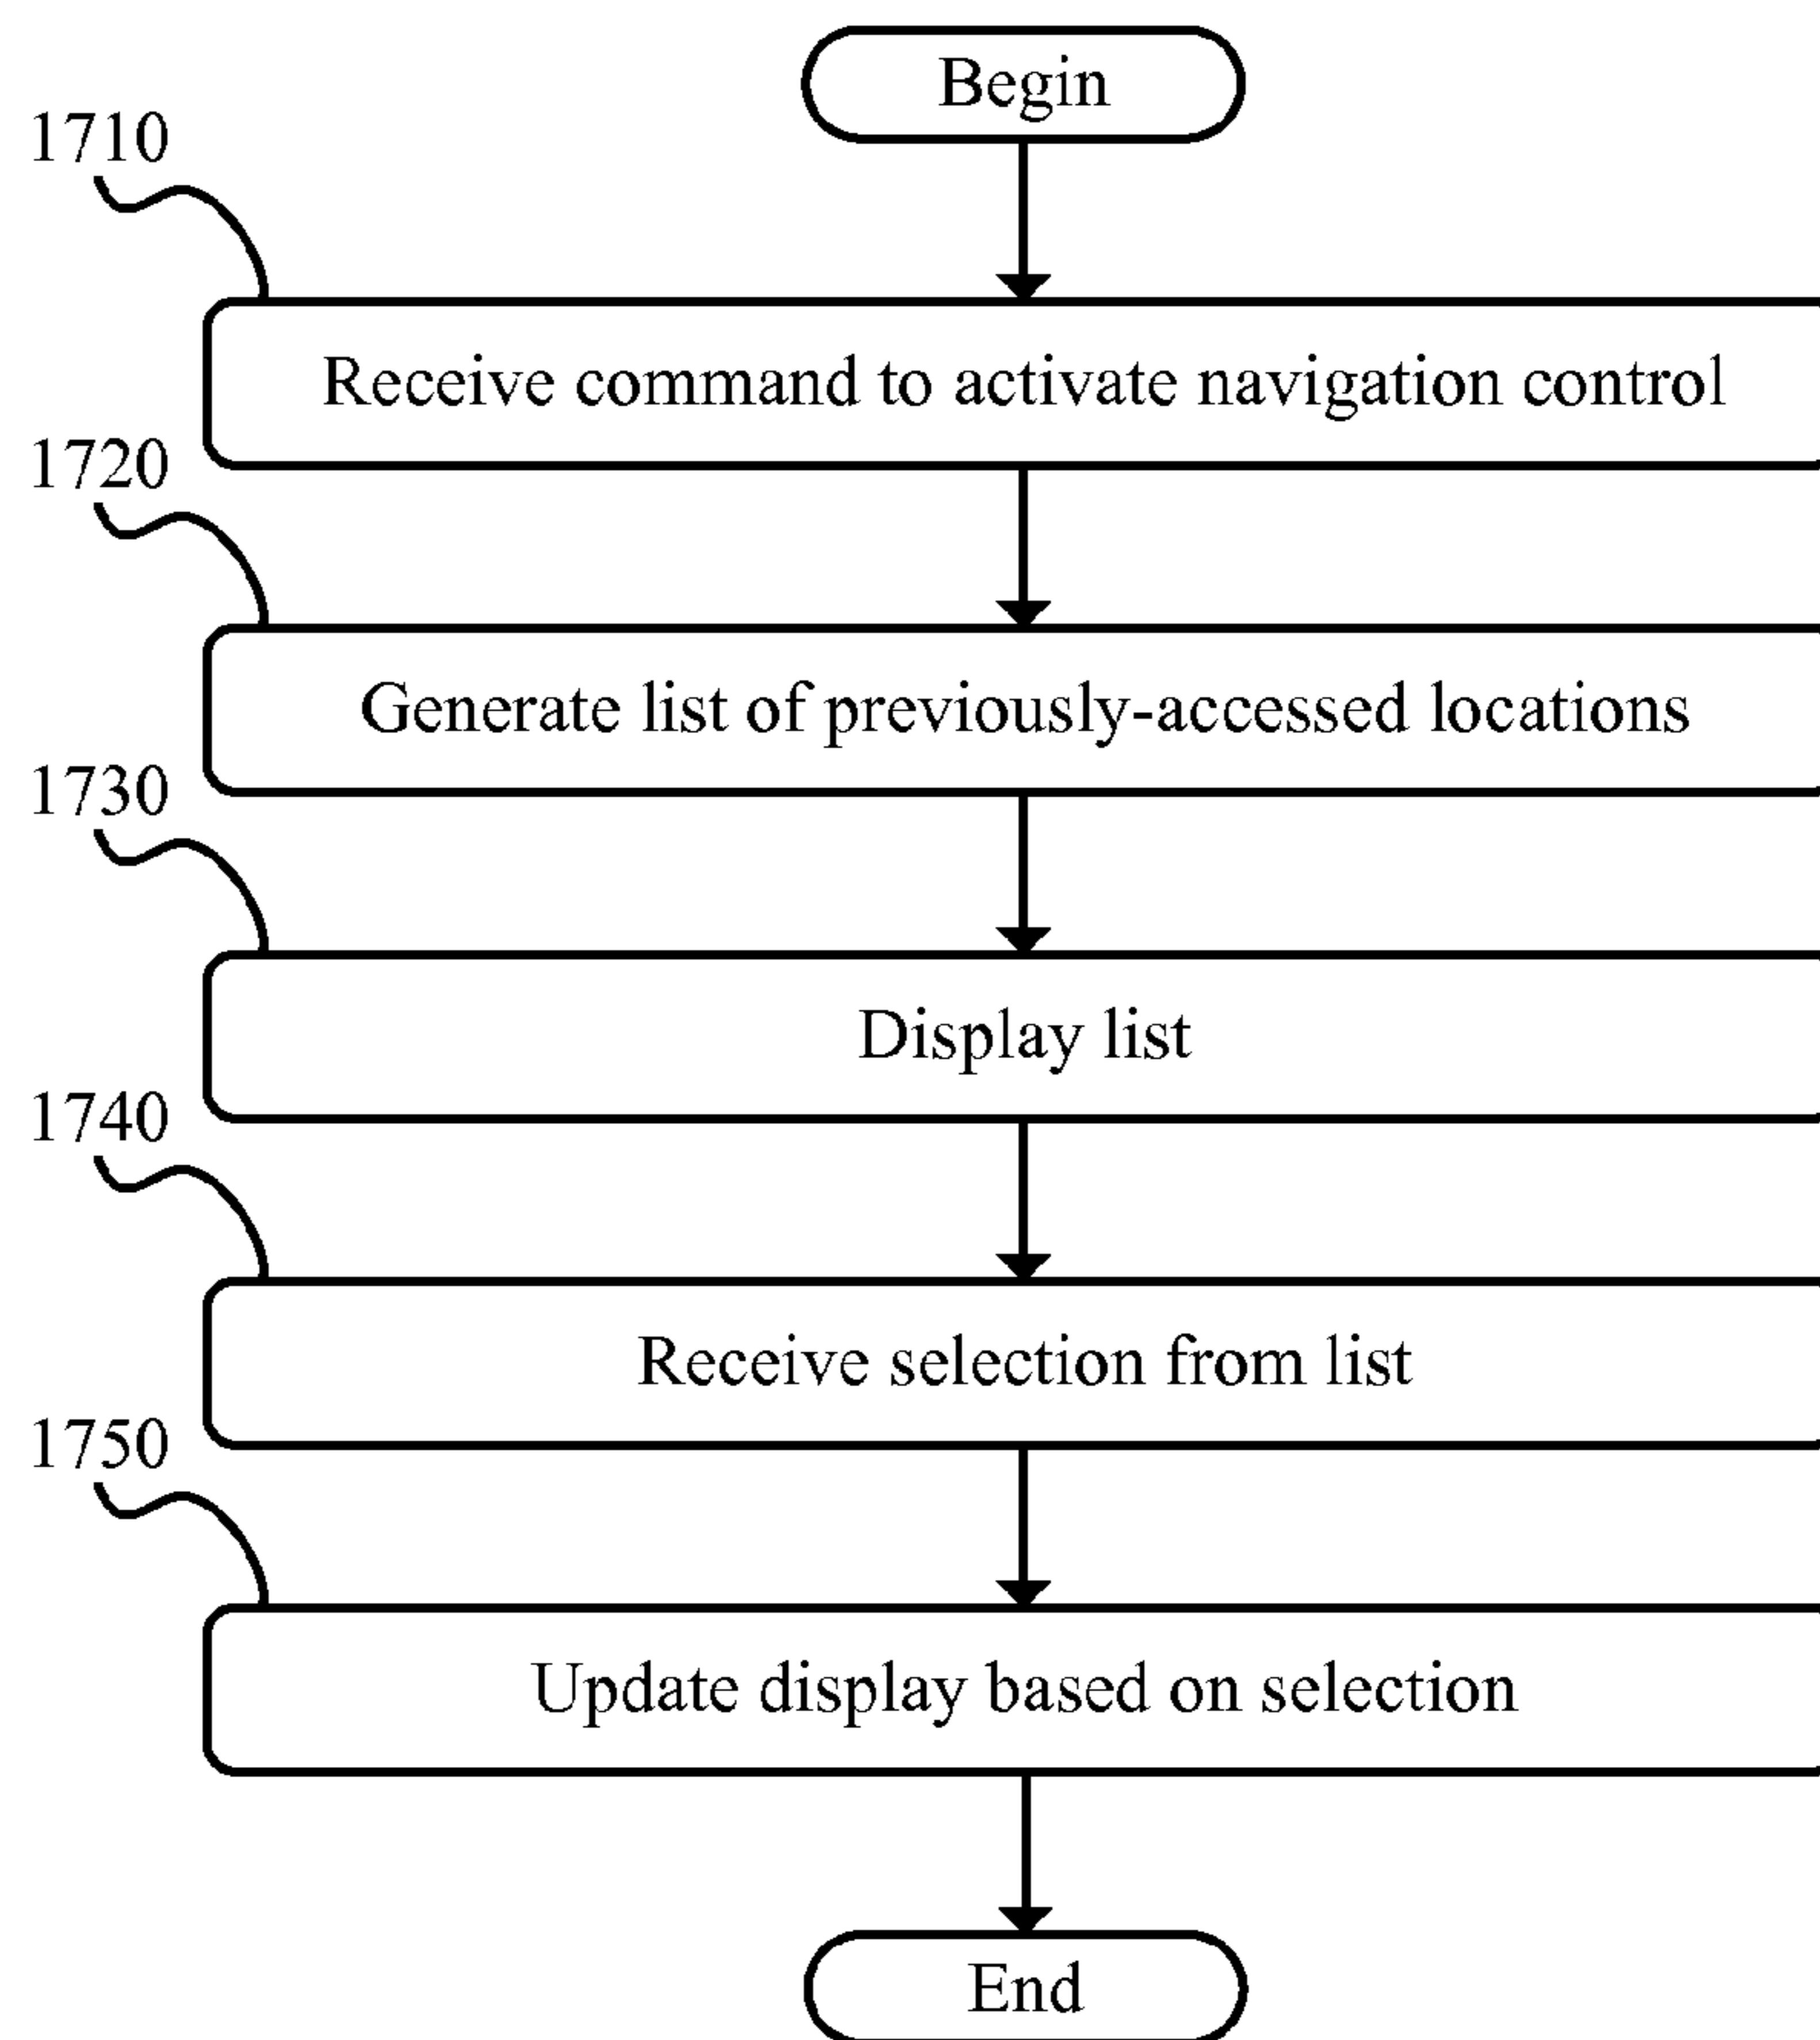 Begin
1710
Receive command to activate navigation control
1720
Generate list of previously-accessed locations
1730
Display list
1740
Receive selection from list
1750
Update display based on selection
End